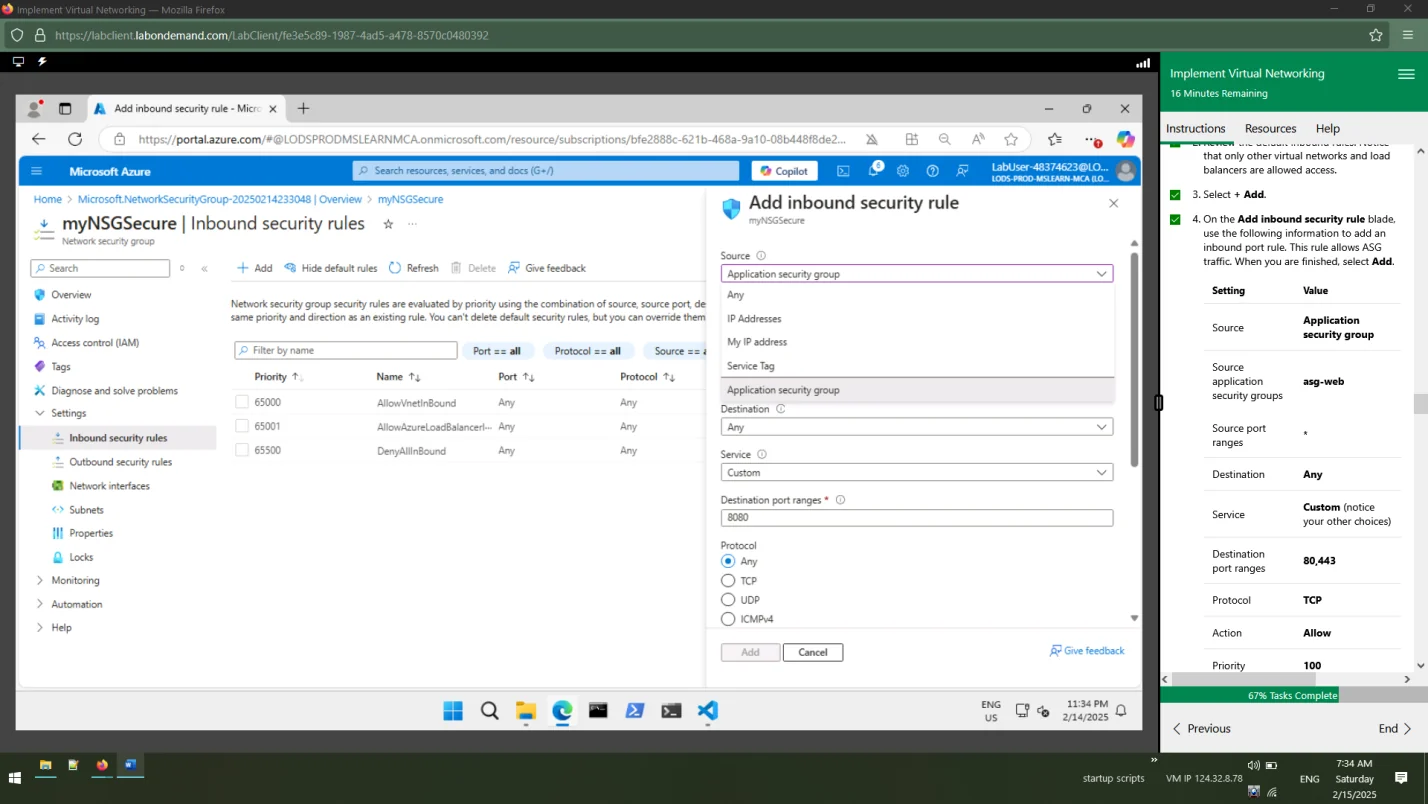 Implement Virtual Networking — Mozilla Firefox
https://labclient.labondemand.com/LabClient/fe3e5c89-1987-4ad5-a478-8570c0480392
Add inbound security rule - Micro
https://portal.azure.com/#@LODSPRODMSLEARNMCA.onmicrosoft.com/resource/subscriptions/bfe2888c-621b-468a-9a10-08b448f8de2...
Microsoft Azure
Search resources, services, and docs (G+/)
Copilot
6
LabUser-48374623@LO...
LODS-PROD-MSLEARN-MCA (LO...
Home > Microsoft.NetworkSecurityGroup-20250214233048 | Overview > myNSGSecure
myNSGSecure | Inbound security rules
Network security group
Search
Overview
Activity log
Access control (IAM)
Tags
Diagnose and solve problems
Settings
Inbound security rules
Outbound security rules
Network interfaces
Subnets
Properties
Locks
Monitoring
Automation
Help
Add
Hide default rules
Refresh
Delete
Give feedback
Network security group security rules are evaluated by priority using the combination of source, source port, de
same priority and direction as an existing rule. You can't delete default security rules, but you can override them
Filter by name
Port == all
Protocol == all
Source == a
Priority ↑↓ Name ↑↓ Port ↑↓ Protocol ↑↓
65000 AllowVnetInBound Any Any
65001 AllowAzureLoadBalancerI... Any Any
65500 DenyAllInBound Any Any
Add inbound security rule
myNSGSecure
Source
Application security group
Any
IP Addresses
My IP address
Service Tag
Application security group
Destination
Any
Service
Custom
Destination port ranges *
8080
Protocol
Any
TCP
UDP
ICMPv4
Add
Cancel
Give feedback
ENG
US
11:34 PM
2/14/2025
Implement Virtual Networking
16 Minutes Remaining
Instructions Resources Help
2. Review the default inbound rules. Notice
that only other virtual networks and load
balancers are allowed access.
3. Select + Add.
4. On the Add inbound security rule blade,
use the following information to add an
inbound port rule. This rule allows ASG
traffic. When you are finished, select Add.
Setting Value
Source Application security group
Source application security groups asg-web
Source port ranges *
Destination Any
Service Custom (notice your other choices)
Destination port ranges 80,443
Protocol TCP
Action Allow
Priority 100
67% Tasks Complete
Previous
End
startup scripts
VM IP 124.32.8.78
ENG
7:34 AM
Saturday
2/15/2025